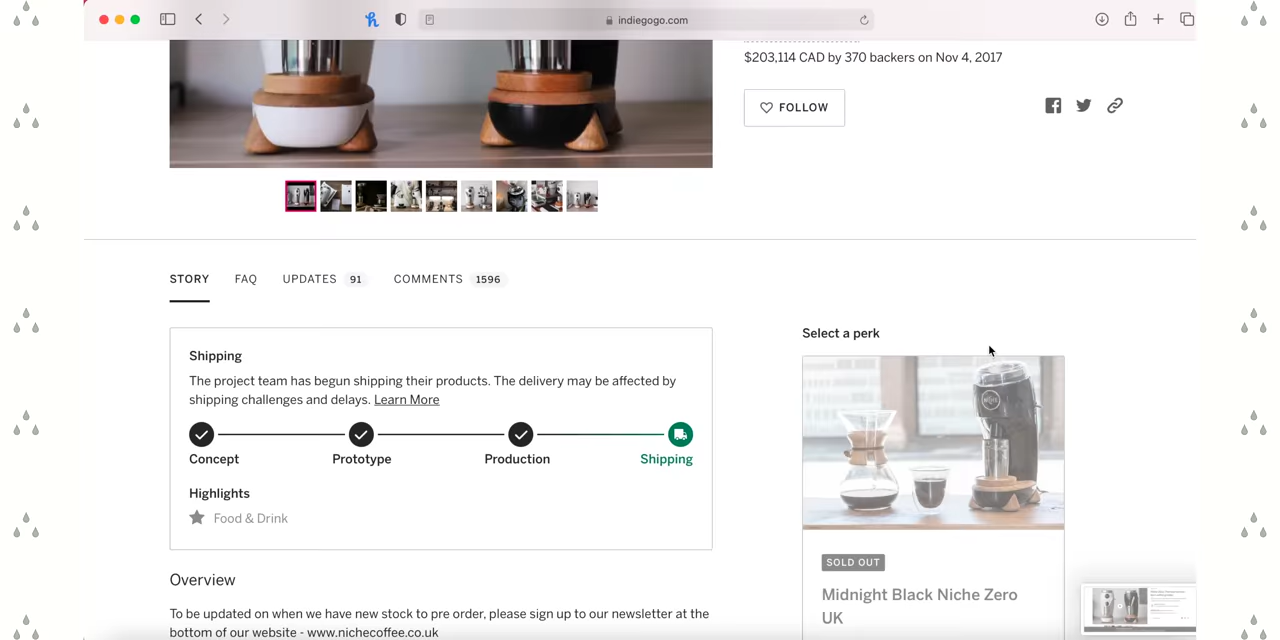 indiegogo.com
$203,114 CAD by 370 backers on Nov 4, 2017
FOLLOW
STORY FAQ UPDATES 91 COMMENTS 1596
Shipping
The project team has begun shipping their products. The delivery may be affected by
shipping challenges and delays. Learn More
Concept Prototype Production Shipping
Highlights
Food & Drink
Overview
To be updated on when we have new stock to pre order, please sign up to our newsletter at the
bottom of our website - www.nichecoffee.co.uk
Select a perk
NICHE
SOLD OUT
Midnight Black Niche Zero
UK